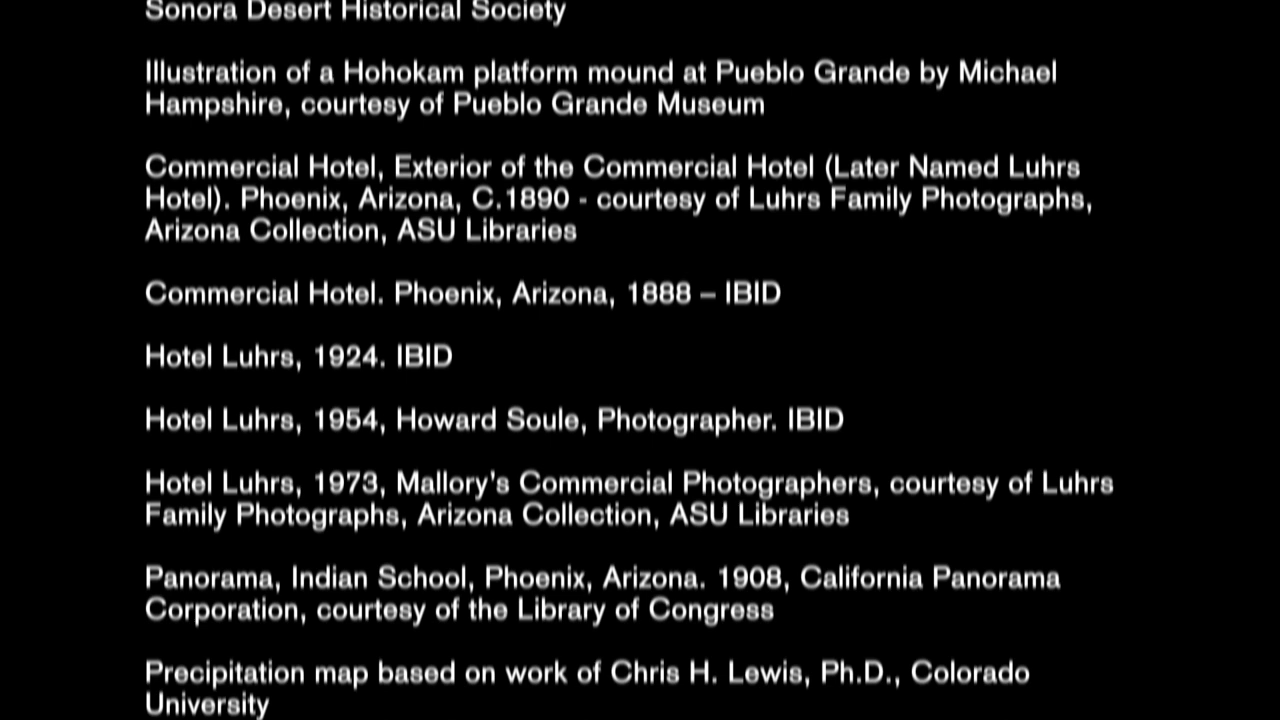 Sonora Desert Historical Society
Illustration of a Hohokam platform mound at Pueblo Grande by Michael
Hampshire, courtesy of Pueblo Grande Museum
Commercial Hotel, Exterior of the Commercial Hotel (Later Named Luhrs
Hotel). Phoenix, Arizona, C.1890 - courtesy of Luhrs Family Photographs,
Arizona Collection, ASU Libraries
Commercial Hotel. Phoenix, Arizona, 1888 – IBID
Hotel Luhrs, 1924. IBID
Hotel Luhrs, 1954, Howard Soule, Photographer. IBID
Hotel Luhrs, 1973, Mallory's Commercial Photographers, courtesy of Luhrs
Family Photographs, Arizona Collection, ASU Libraries
Panorama, Indian School, Phoenix, Arizona. 1908, California Panorama
Corporation, courtesy of the Library of Congress
Precipitation map based on work of Chris H. Lewis, Ph.D., Colorado
University